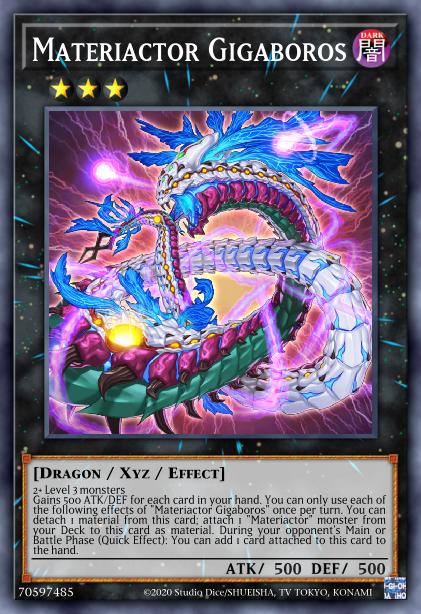 MATERIACTOR GIGABOROS
DARK
闇
[DRAGON / XYZ / EFFECT]
2+ Level 3 monsters
Gains 500 ATK/DEF for each card in your hand. You can only use each of
the following effects of "Materiactor Gigaboros" once per turn. You can
detach 1 material from this card; attach 1 "Materiactor" monster from
your Deck to this card as material. During your opponent's Main or
Battle Phase (Quick Effect): You can add 1 card attached to this card to
the hand.
ATK/ 500 DEF/ 500
70597485
©2020 Studio Dice/SHUEISHA, TV TOKYO, KONAMI